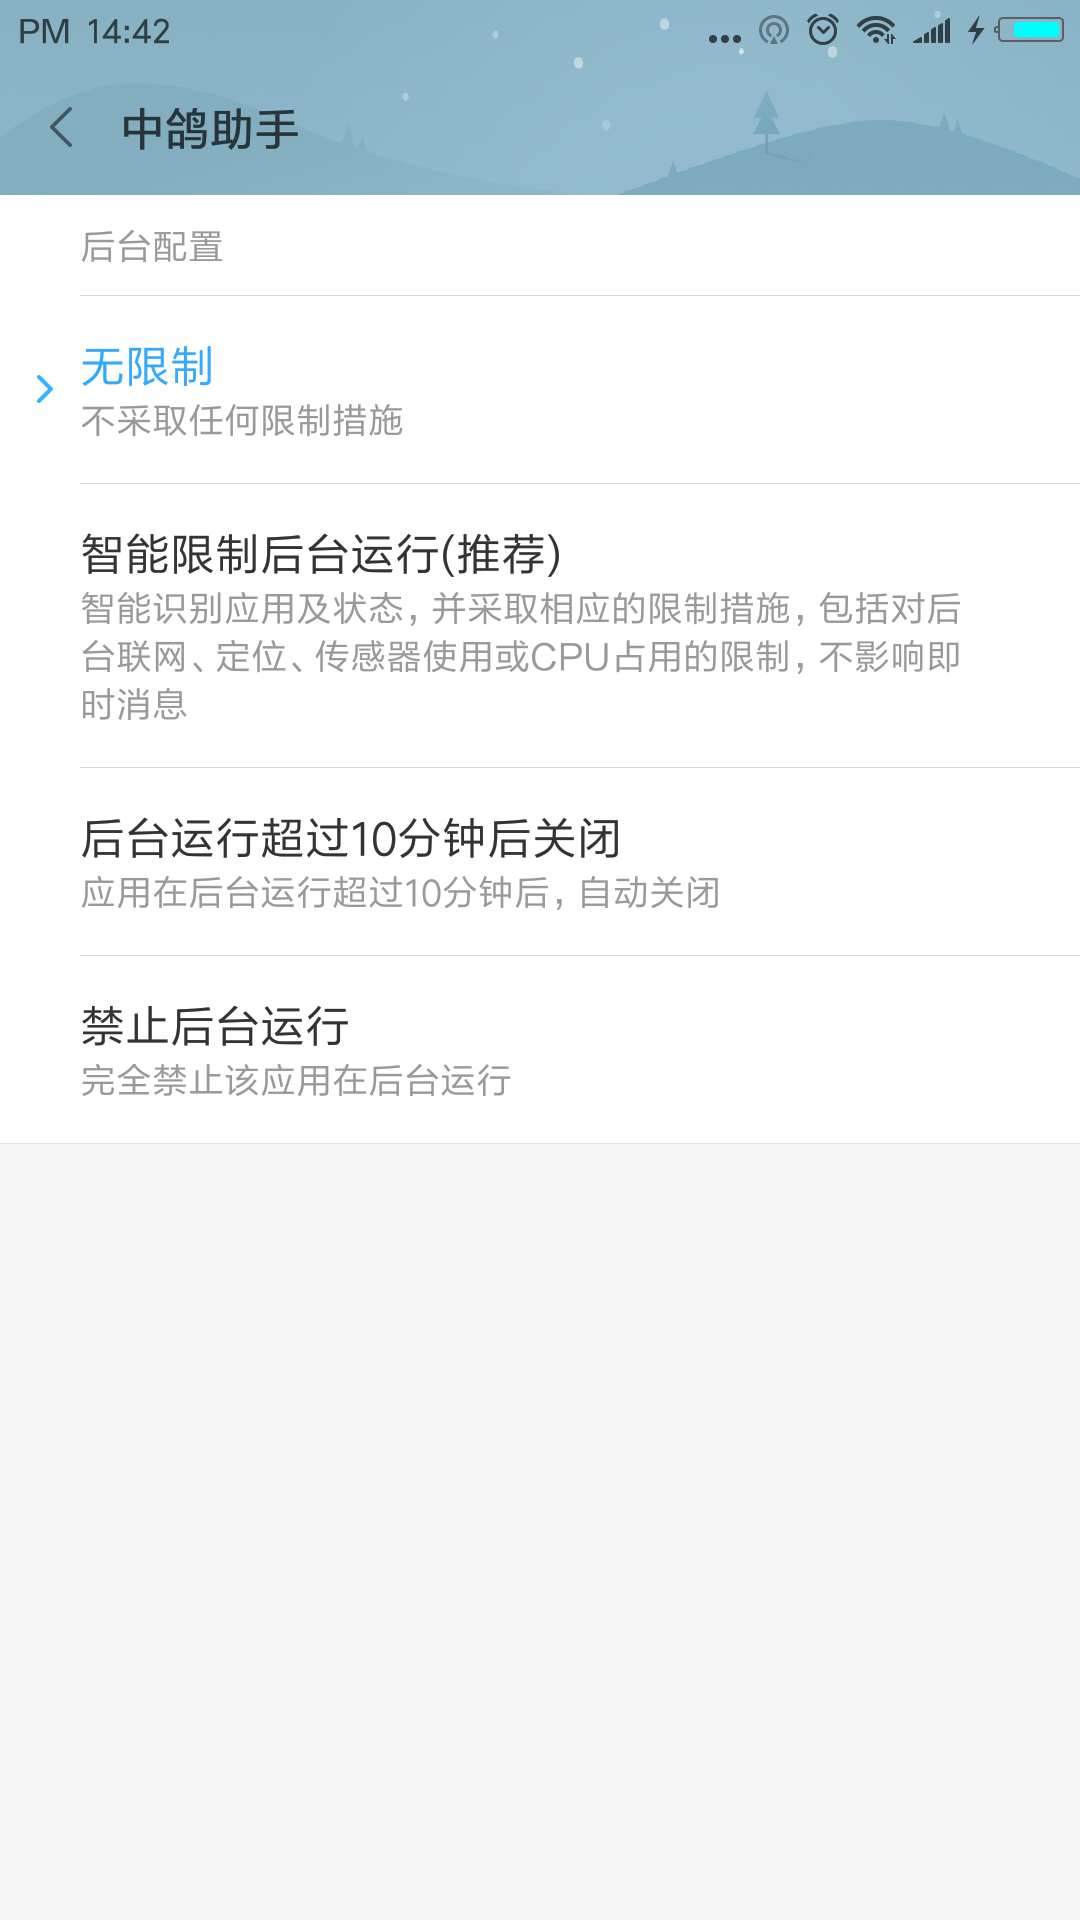 PM 14:42
中鸽助手
后台配置
无限制
不采取任何限制措施
智能限制后台运行(推荐)
智能识别应用及状态，并采取相应的限制措施，包括对后
台联网、定位、传感器使用或CPU占用的限制，不影响即
时消息
后台运行超过10分钟后关闭
应用在后台运行超过10分钟后，自动关闭
禁止后台运行
完全禁止该应用在后台运行